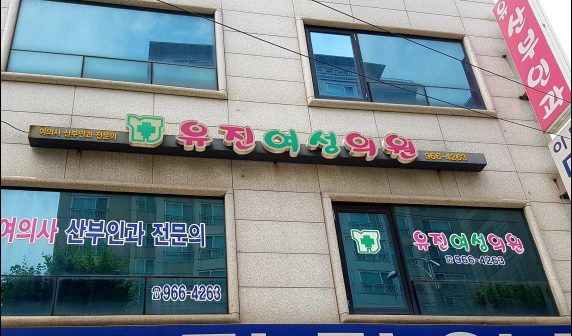 산부인과
여의사 산부인과 전문의 유진여성의원 966-4263
여의사 산부인과 전문의
☏966-4263
유진여성의원
☏966-4263